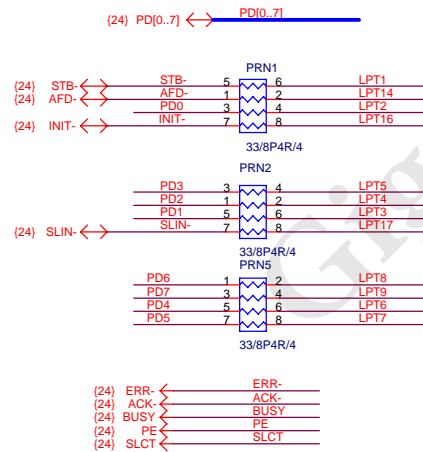 {24} PD[0..7] PD[0..7]
PRN1
{24} STB- STB- 5 6 LPT1
{24} AFD- AFD- 1 2 LPT14
PD0 3 4 LPT2
{24} INIT- INIT- 7 8 LPT16
33/8P4R/4
PRN2
PD3 3 4 LPT5
PD2 1 2 LPT4
PD1 5 6 LPT3
{24} SLIN- SLIN- 7 8 LPT17
33/8P4R/4
PRN5
PD6 1 2 LPT8
PD7 3 4 LPT9
PD4 5 6 LPT6
PD5 7 8 LPT7
33/8P4R/4
{24} ERR- ERR-
{24} ACK- ACK-
{24} BUSY BUSY
{24} PE PE
{24} SLCT SLCT
Gig